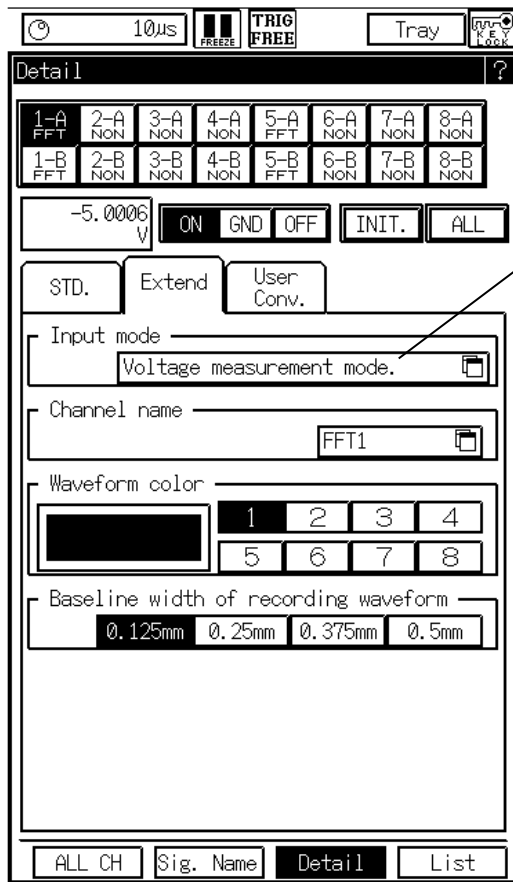 10µs FREEZE TRIG FREE Tray KEY LOCK
Detail ?
1-A 2-A 3-A 4-A 5-A 6-A 7-A 8-A
FFT NON NON NON FFT NON NON NON
1-B 2-B 3-B 4-B 5-B 6-B 7-B 8-B
FFT NON NON NON FFT NON NON NON
-5.0006 V ON GND OFF INIT. ALL
STD. Extend User Conv.
Input mode
Voltage measurement mode.
Channel name
FFT1
Waveform color
1 2 3 4
5 6 7 8
Baseline width of recording waveform
0.125mm 0.25mm 0.375mm 0.5mm
ALL CH Sig. Name Detail List